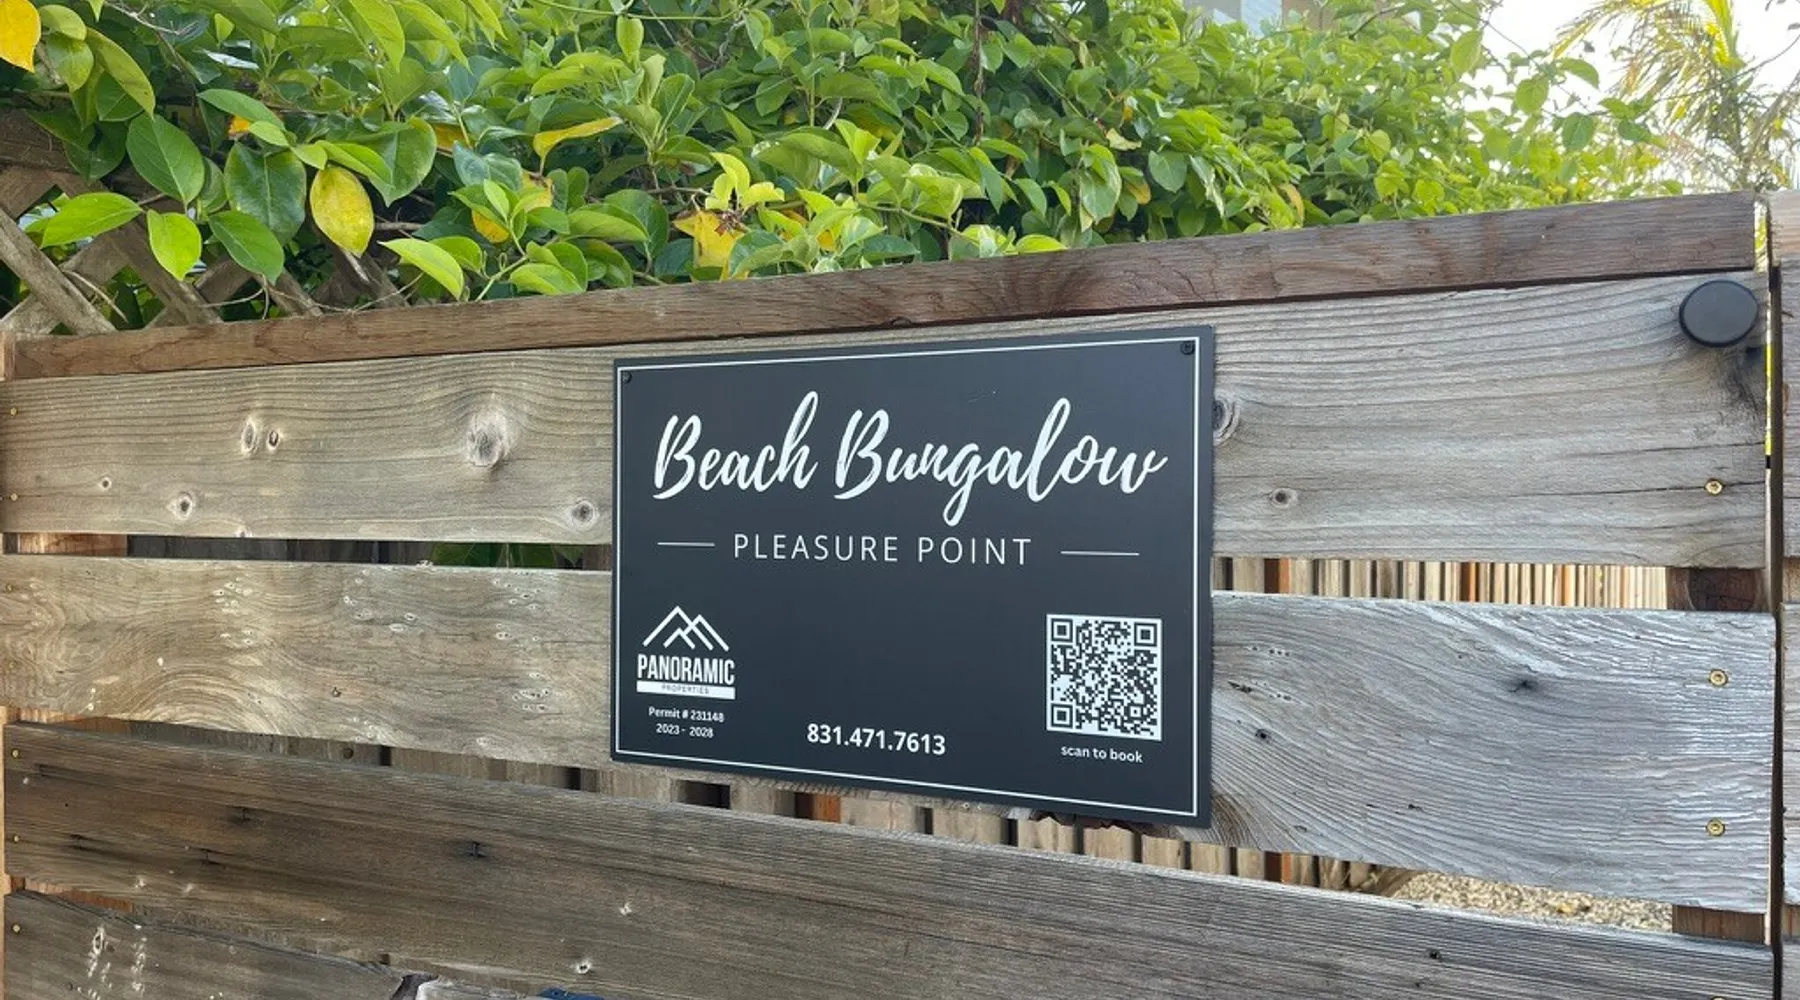 Beach Bungalow
PLEASURE POINT
PANORAMIC
PROPERTIES
Permit # 231148
2023 - 2028
831.471.7613
scan to book